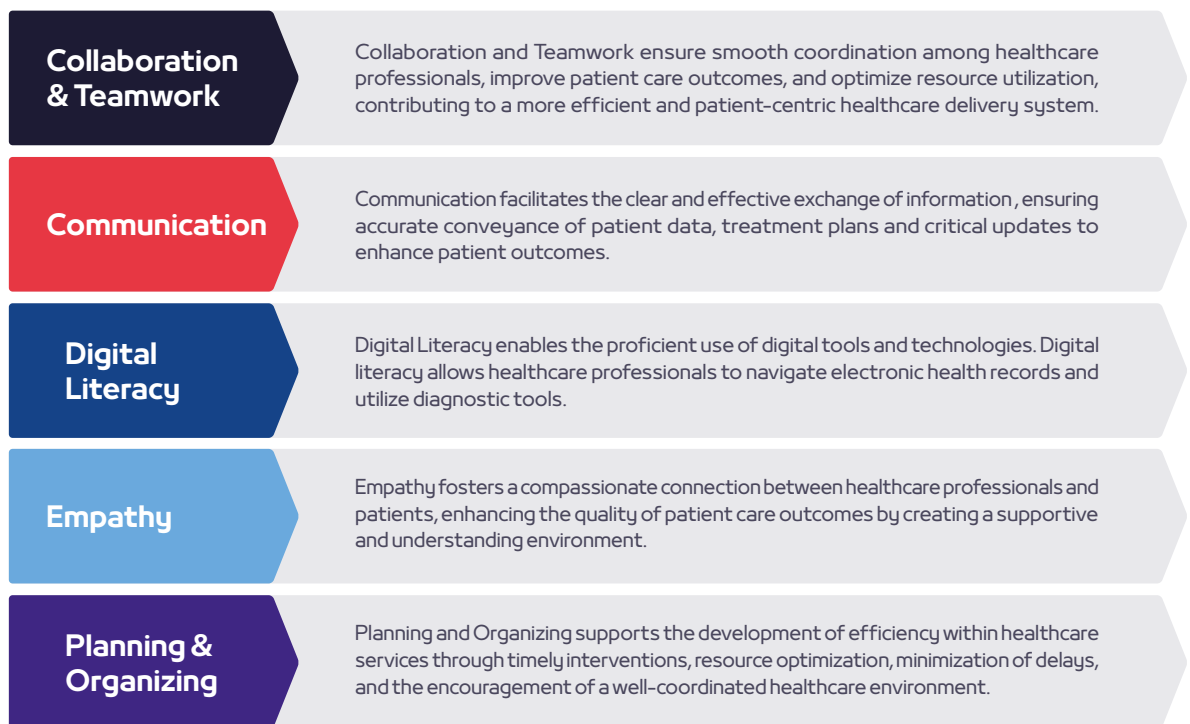 Collaboration
& Teamwork
Collaboration and Teamwork ensure smooth coordination among healthcare
professionals, improve patient care outcomes, and optimize resource utilization,
contributing to a more efficient and patient-centric healthcare delivery system.
Communication
Communication facilitates the clear and effective exchange of information , ensuring
accurate conveyance of patient data, treatment plans and critical updates to
enhance patient outcomes.
Digital
Literacy
Digital Literacy enables the proficient use of digital tools and technologies. Digital
literacy allows healthcare professionals to navigate electronic health records and
utilize diagnostic tools.
Empathy
Empathy fosters a compassionate connection between healthcare professionals and
patients, enhancing the quality of patient care outcomes by creating a supportive
and understanding environment.
Planning &
Organizing
Planning and Organizing supports the development of efficiency within healthcare
services through timely interventions, resource optimization, minimization of delays,
and the encouragement of a well-coordinated healthcare environment.